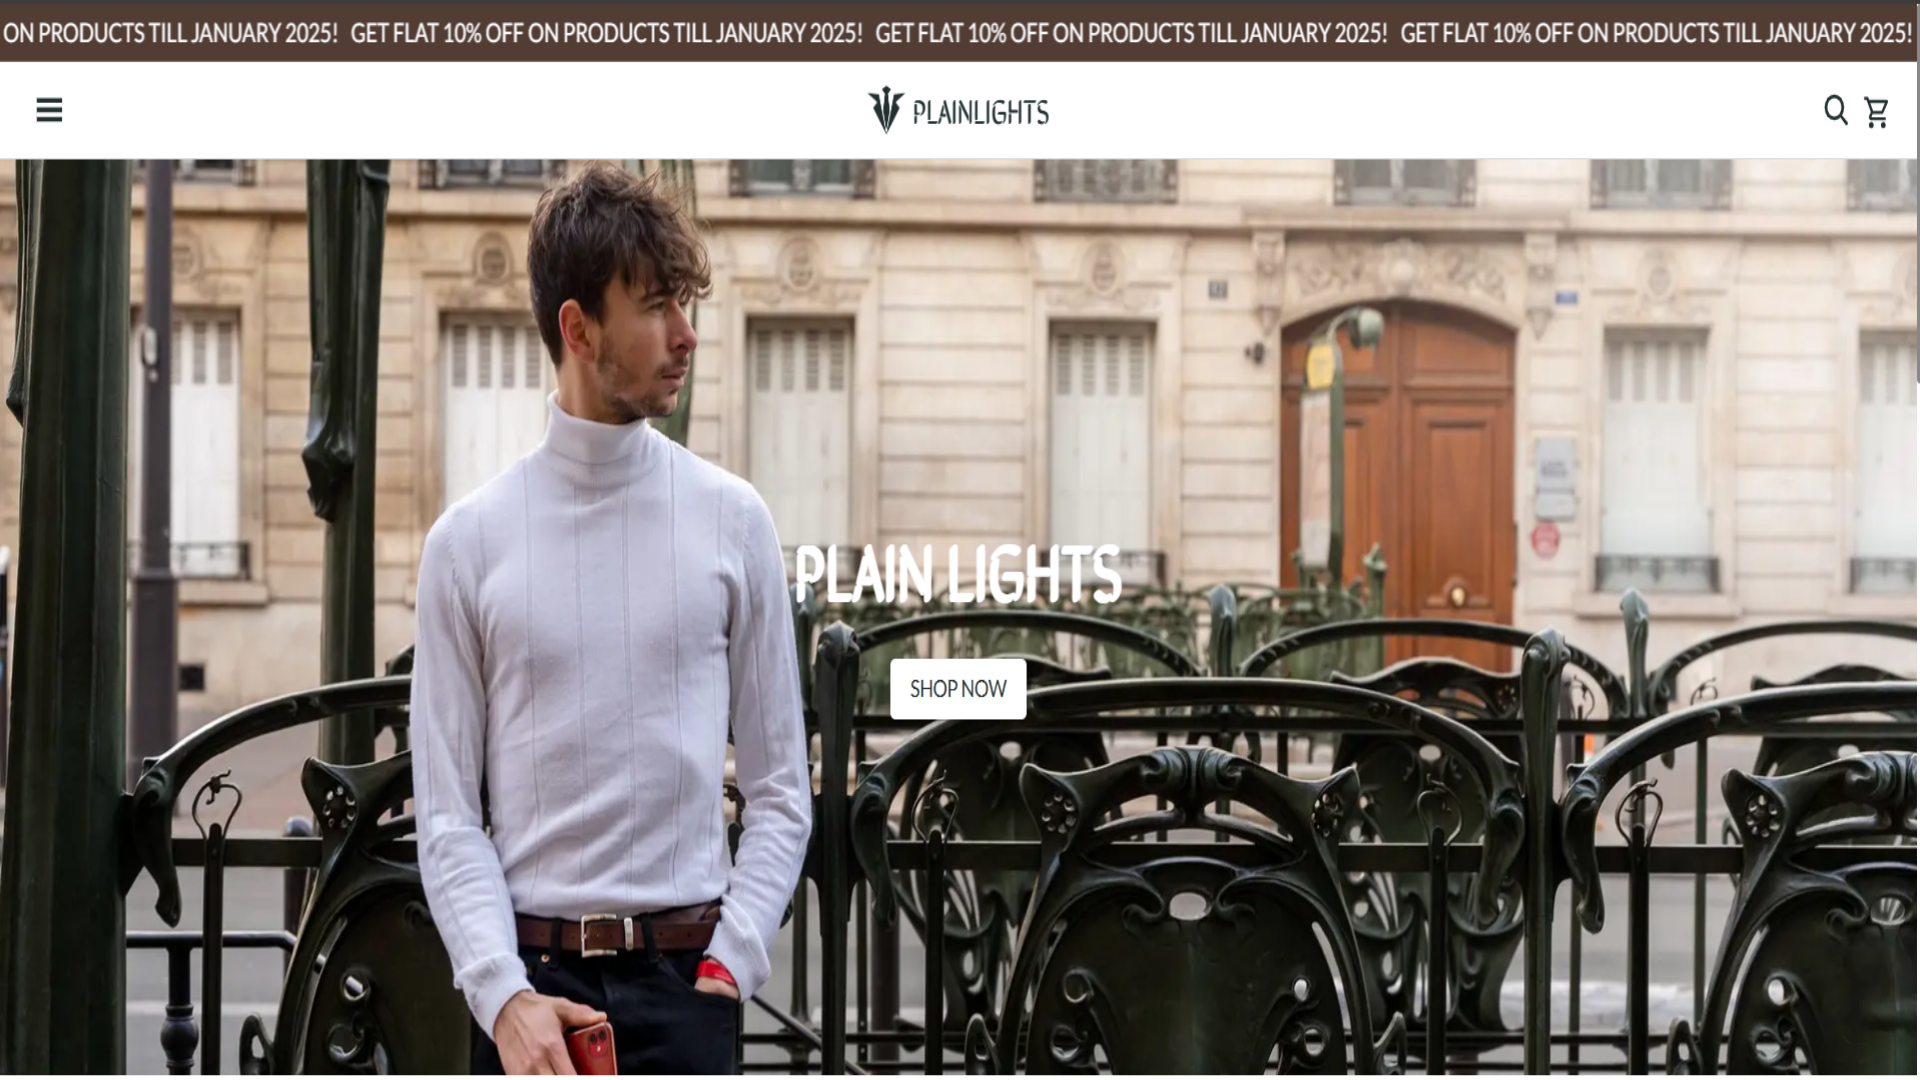 ON PRODUCTS TILL JANUARY 2025! GET FLAT 10% OFF ON PRODUCTS TILL JANUARY 2025! GET FLAT 10% OFF ON PRODUCTS TILL JANUARY 2025! GET FLAT 10% OFF ON PRODUCTS TILL JANUARY 2025!
PLAINLIGHTS
PLAIN LIGHTS
SHOP NOW